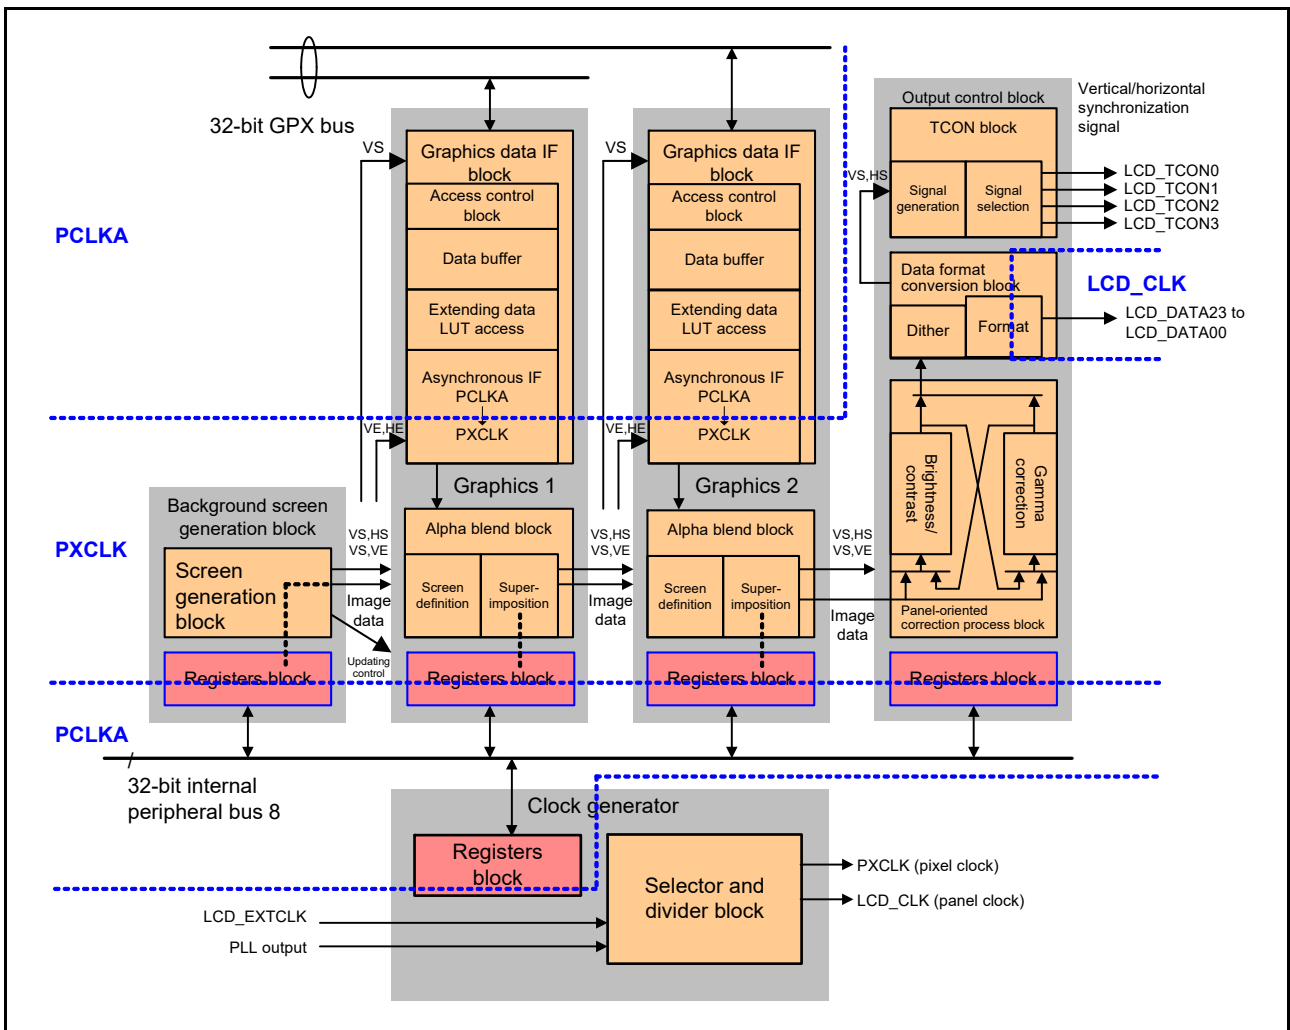 32-bit GPX bus
PCLKA
VS
Graphics data IF
block
Access control
block
Data buffer
Extending data
LUT access
Asynchronous IF
PCLKA
PXCLK
VE,HE
Graphics 1
VS
Graphics data IF
block
Access control
block
Data buffer
Extending data
LUT access
Asynchronous IF
PCLKA
PXCLK
VE,HE
Graphics 2
Output control block
TCON block
VS,HS
Signal
generation
Signal
selection
Vertical/horizontal
synchronization
signal
LCD_TCON0
LCD_TCON1
LCD_TCON2
LCD_TCON3
Data format
conversion block
Dither
Format
LCD_CLK
LCD_DATA23 to
LCD_DATA00
Brightness/
contrast
Gamma
correction
Panel-oriented
correction process block
Registers block
PXCLK
Background screen
generation block
Screen
generation
block
Registers block
VS,HS
VS,VE
Image
data
Updating
control
Alpha blend block
Screen
definition
Super-
imposition
Registers block
VS,HS
VS,VE
Image
data
Alpha blend block
Screen
definition
Super-
imposition
Registers block
VS,HS
VS,VE
Image
data
PCLKA
32-bit internal
peripheral bus 8
Clock generator
Registers
block
Selector and
divider block
LCD_EXTCLK
PLL output
PXCLK (pixel clock)
LCD_CLK (panel clock)